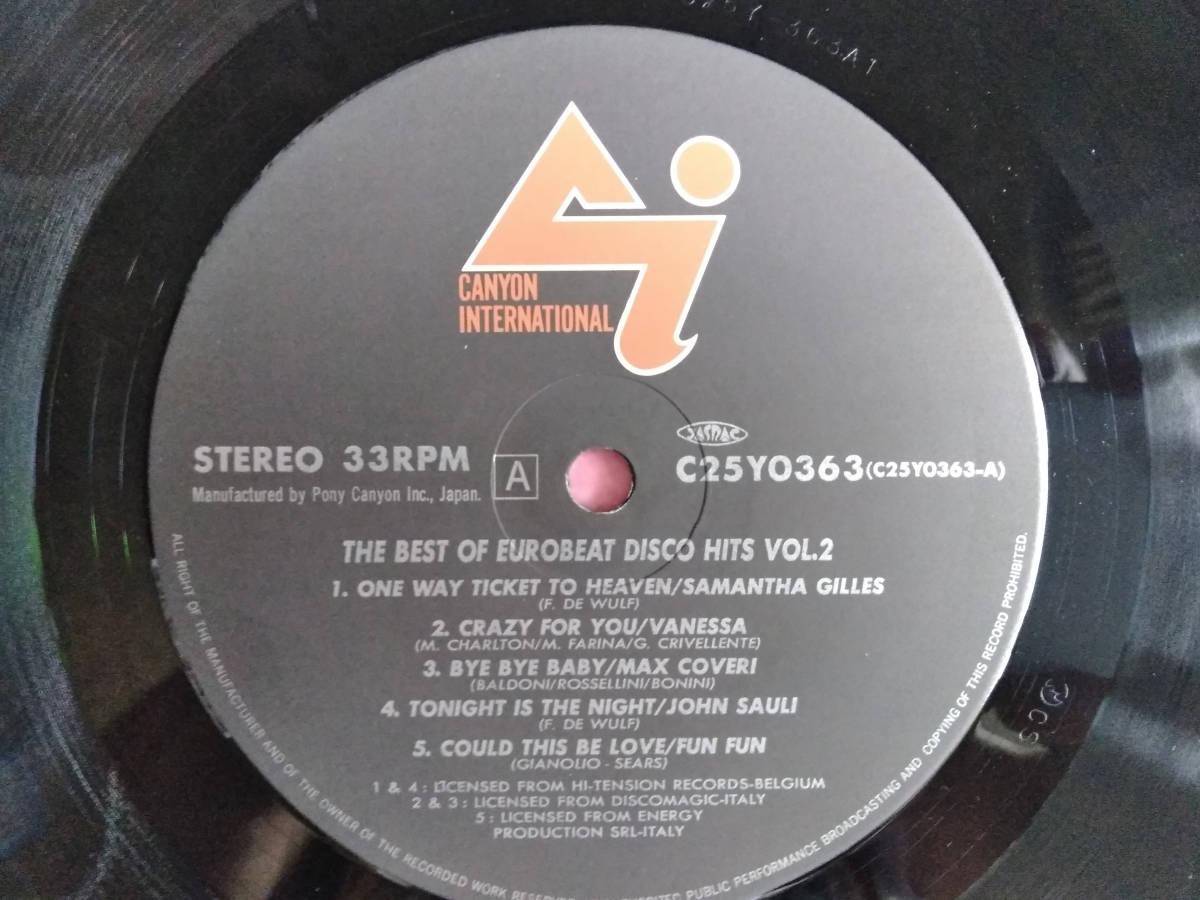 363A1
CANYON
INTERNATIONAL
JASRAC
STEREO 33RPM
A
C25Y0363(C25Y0363-A)
Manufactured by Pony Canyon Inc., Japan.
THE BEST OF EUROBEAT DISCO HITS VOL.2
1. ONE WAY TICKET TO HEAVEN/SAMANTHA GILLES
(F. DE WULF)
2. CRAZY FOR YOU/VANESSA
(M. CHARLTON/M. FARINA/G. CRIVELLENTE)
3. BYE BYE BABY/MAX COVERI
(BALDONI/ROSSELLINI/BONINI)
4. TONIGHT IS THE NIGHT/JOHN SAULI
(F. DE WULF)
5. COULD THIS BE LOVE/FUN FUN
(GIANOLIO - SEARS)
1 & 4 : LICENSED FROM HI-TENSION RECORDS-BELGIUM
2 & 3 : LICENSED FROM DISCOMAGIC-ITALY
5 : LICENSED FROM ENERGY
PRODUCTION SRL-ITALY
ALL RIGHT OF THE MANUFACTURER AND OF THE OWNER OF THE RECORDED WORK PUBLIC PERFORMANCE BROADCASTING AND COPYING OF THIS RECORD PROHIBITED.